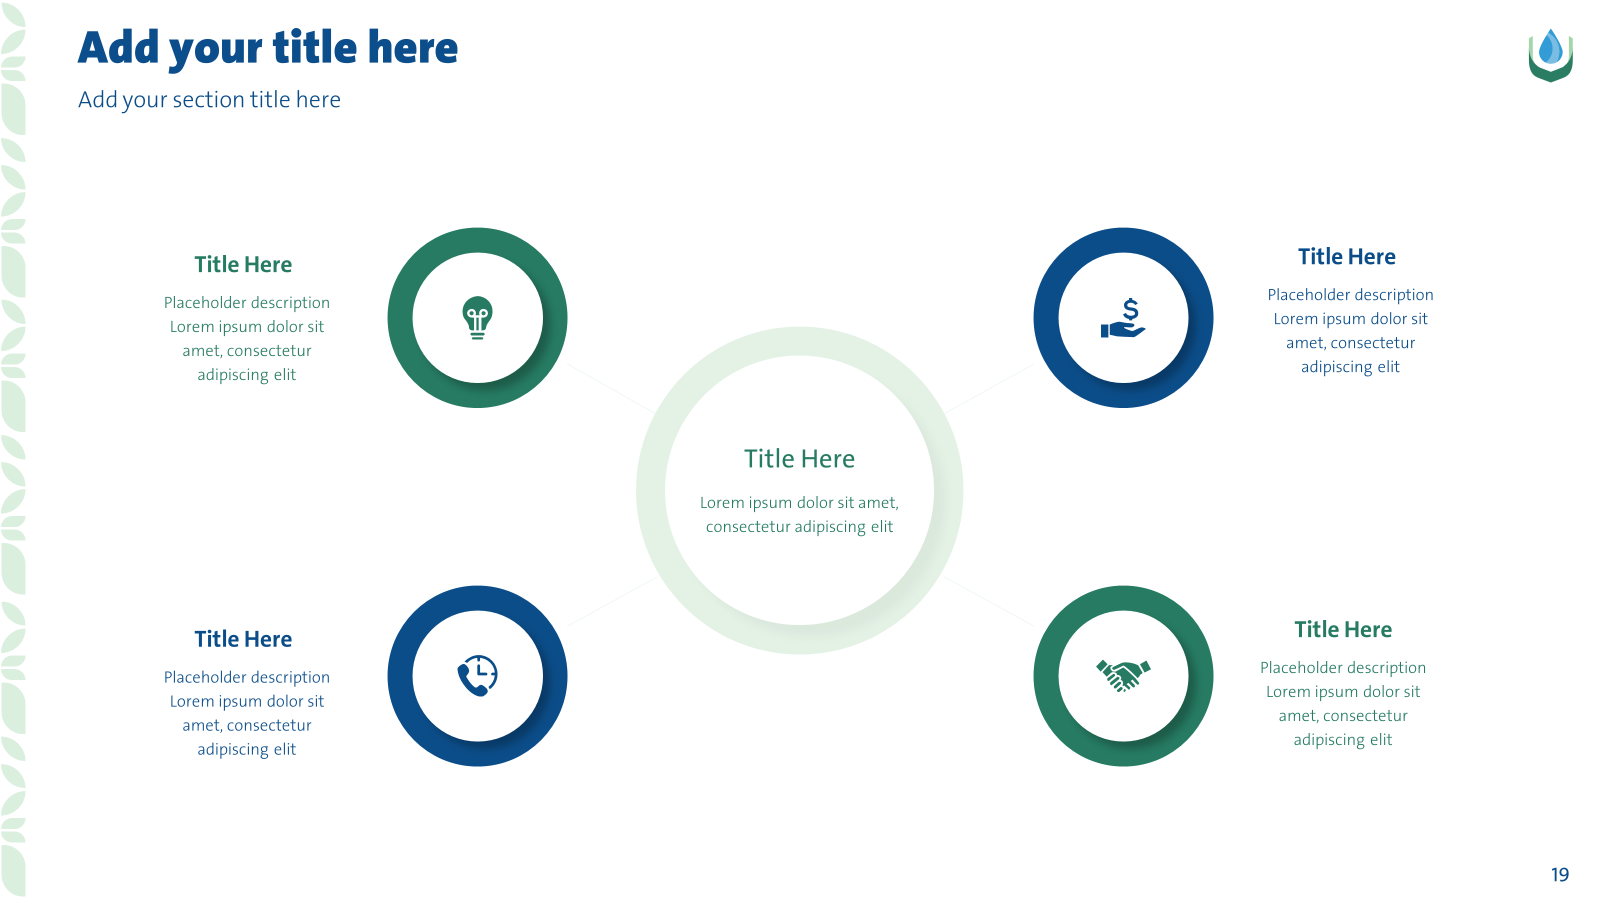 Add your title here
Add your section title here
Title Here
Placeholder description
Lorem ipsum dolor sit
amet, consectetur
adipiscing elit
Title Here
Placeholder description
Lorem ipsum dolor sit
amet, consectetur
adipiscing elit
Title Here
Lorem ipsum dolor sit amet,
consectetur adipiscing elit
Title Here
Placeholder description
Lorem ipsum dolor sit
amet, consectetur
adipiscing elit
Title Here
Placeholder description
Lorem ipsum dolor sit
amet, consectetur
adipiscing elit
19